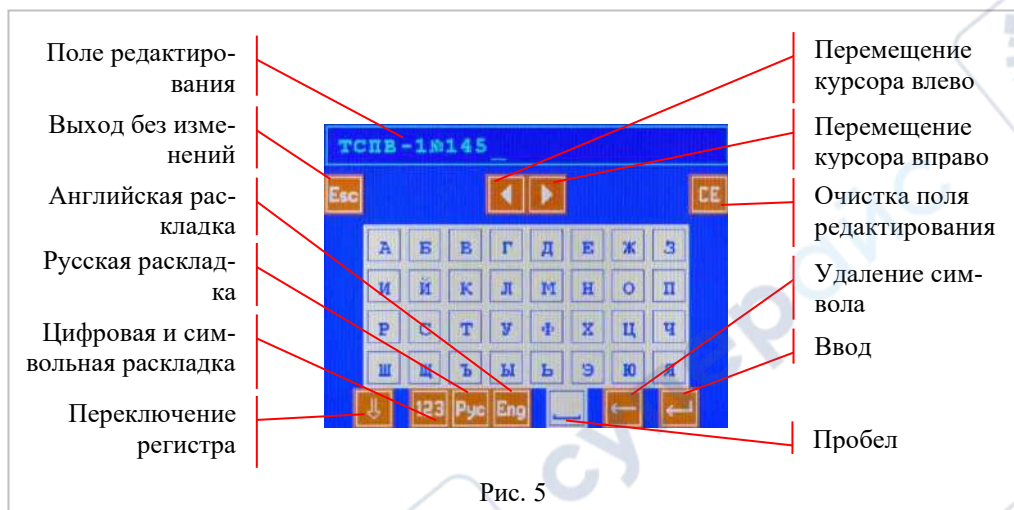 Поле редактиро-
вания
Выход без изме-
нений
Английская рас-
кладка
Русская расклад-
ка
Цифровая и сим-
вольная раскладка
Переключение
регистра
ТСПВ-1№145_
Esc
CE
А Б В Г Д Е Ж З
И Й К Л М Н О П
Р С Т У Ф Х Ц Ч
Ш Щ Ъ Ы Ь Э Ю Я
123 Рус Eng
Перемещение
курсора влево
Перемещение
курсора вправо
Очистка поля
редактирования
Удаление сим-
вола
Ввод
Пробел
Рис. 5